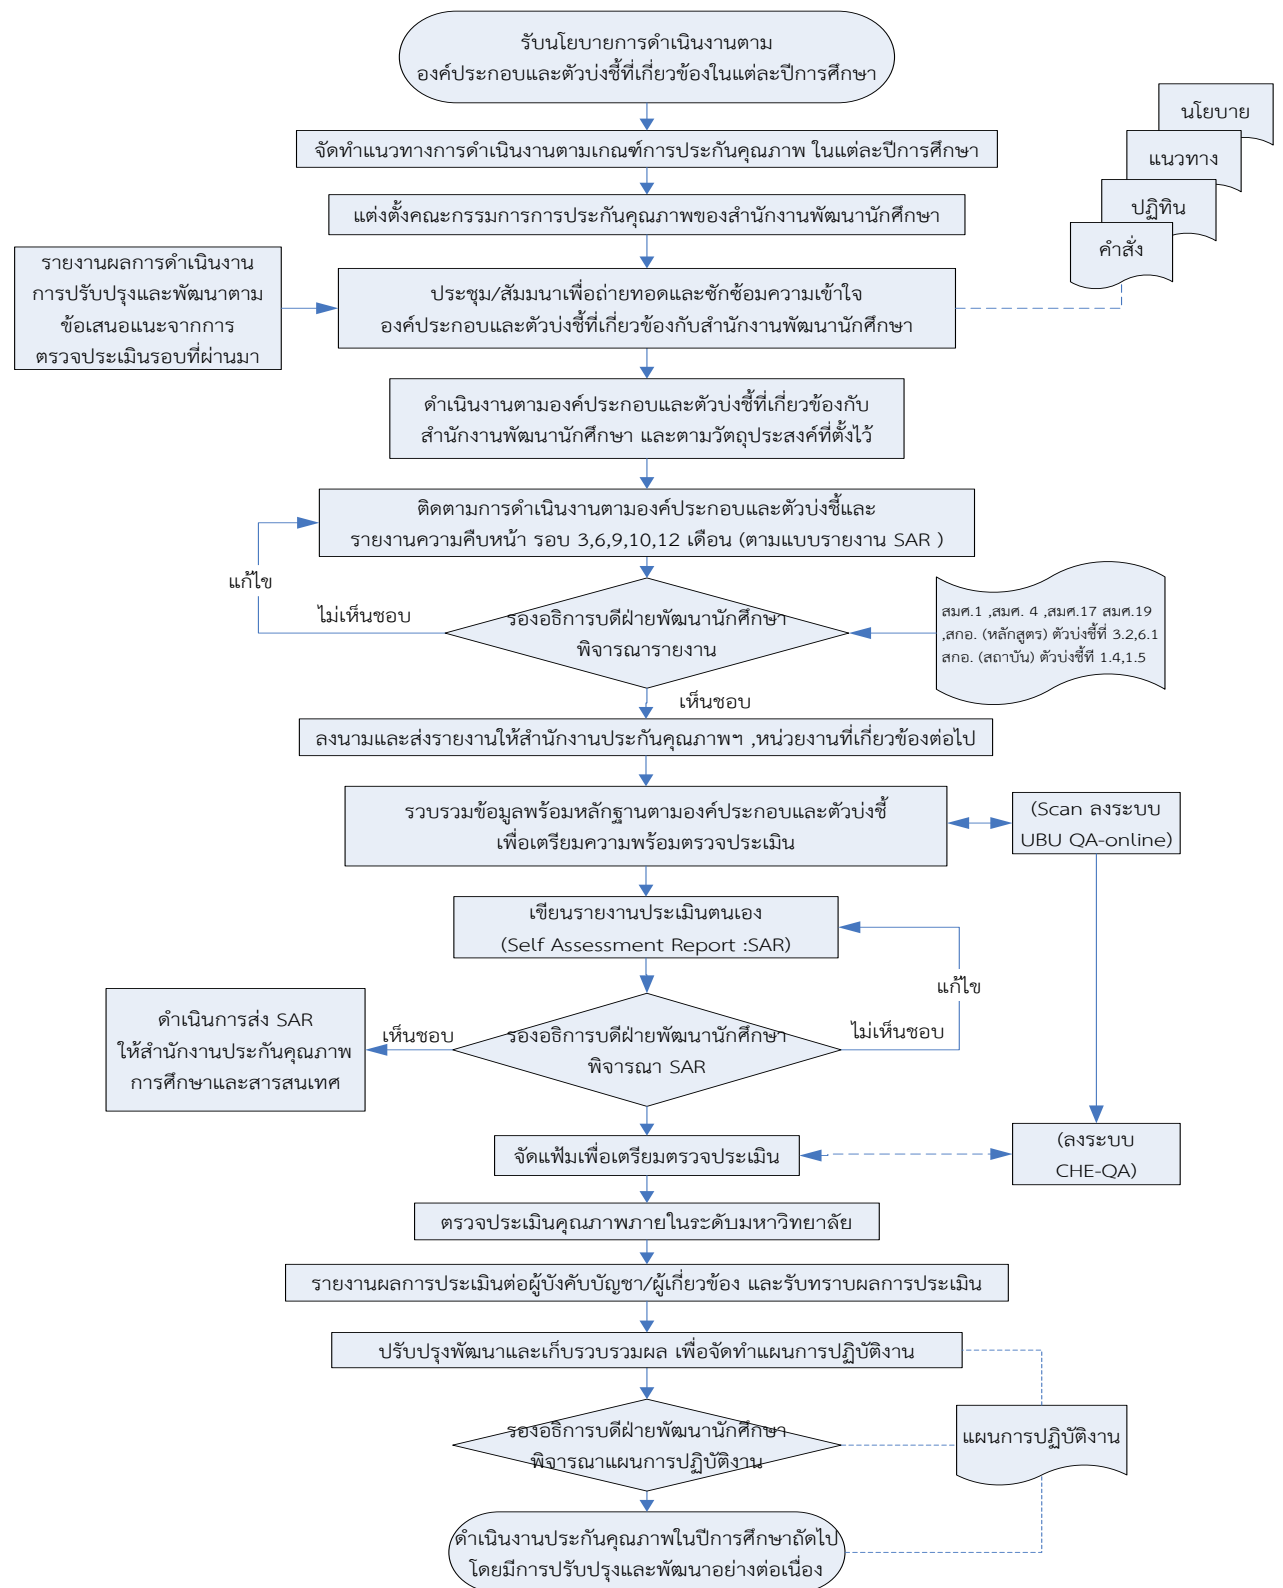 รับนโยบายการดำเนินงานตาม
องค์ประกอบและตัวบ่งชี้ที่เกี่ยวข้องในแต่ละปีการศึกษา
นโยบาย
จัดทำแนวทางการดำเนินงานตามเกณฑ์การประกันคุณภาพ ในแต่ละปีการศึกษา
แนวทาง
แต่งตั้งคณะกรรมการการประกันคุณภาพของสำนักงานพัฒนานักศึกษา
ปฏิทิน
คำสั่ง
รายงานผลการดำเนินงาน
การปรับปรุงและพัฒนาตาม
ข้อเสนอแนะจากการ
ตรวจประเมินรอบที่ผ่านมา
ประชุม/สัมมนาเพื่อถ่ายทอดและซักซ้อมความเข้าใจ
องค์ประกอบและตัวบ่งชี้ที่เกี่ยวข้องกับสำนักงานพัฒนานักศึกษา
ดำเนินงานตามองค์ประกอบและตัวบ่งชี้ที่เกี่ยวข้องกับ
สำนักงานพัฒนานักศึกษา และตามวัตถุประสงค์ที่ตั้งไว้
ติดตามการดำเนินงานตามองค์ประกอบและตัวบ่งชี้และ
รายงานความคืบหน้า รอบ 3,6,9,10,12 เดือน (ตามแบบรายงาน SAR )
แก้ไข
ไม่เห็นชอบ
รองอธิการบดีฝ่ายพัฒนานักศึกษา
พิจารณารายงาน
สมศ.1 ,สมศ. 4 ,สมศ.17 สมศ.19
,สกอ. (หลักสูตร) ตัวบ่งชี้ที่ 3.2,6.1
สกอ. (สถาบัน) ตัวบ่งชี้ที่ 1.4,1.5
เห็นชอบ
ลงนามและส่งรายงานให้สำนักงานประกันคุณภาพฯ ,หน่วยงานที่เกี่ยวข้องต่อไป
รวบรวมข้อมูลพร้อมหลักฐานตามองค์ประกอบและตัวบ่งชี้
เพื่อเตรียมความพร้อมตรวจประเมิน
(Scan ลงระบบ
UBU QA-online)
เขียนรายงานประเมินตนเอง
(Self Assessment Report :SAR)
แก้ไข
ดำเนินการส่ง SAR
ให้สำนักงานประกันคุณภาพ
การศึกษาและสารสนเทศ
เห็นชอบ
รองอธิการบดีฝ่ายพัฒนานักศึกษา
พิจารณา SAR
ไม่เห็นชอบ
จัดแฟ้มเพื่อเตรียมตรวจประเมิน
(ลงระบบ
CHE-QA)
ตรวจประเมินคุณภาพภายในระดับมหาวิทยาลัย
รายงานผลการประเมินต่อผู้บังคับบัญชา/ผู้เกี่ยวข้อง และรับทราบผลการประเมิน
ปรับปรุงพัฒนาและเก็บรวบรวมผล เพื่อจัดทำแผนการปฏิบัติงาน
รองอธิการบดีฝ่ายพัฒนานักศึกษา
พิจารณาแผนการปฏิบัติงาน
แผนการปฏิบัติงาน
ดำเนินงานประกันคุณภาพในปีการศึกษาถัดไป
โดยมีการปรับปรุงและพัฒนาอย่างต่อเนื่อง